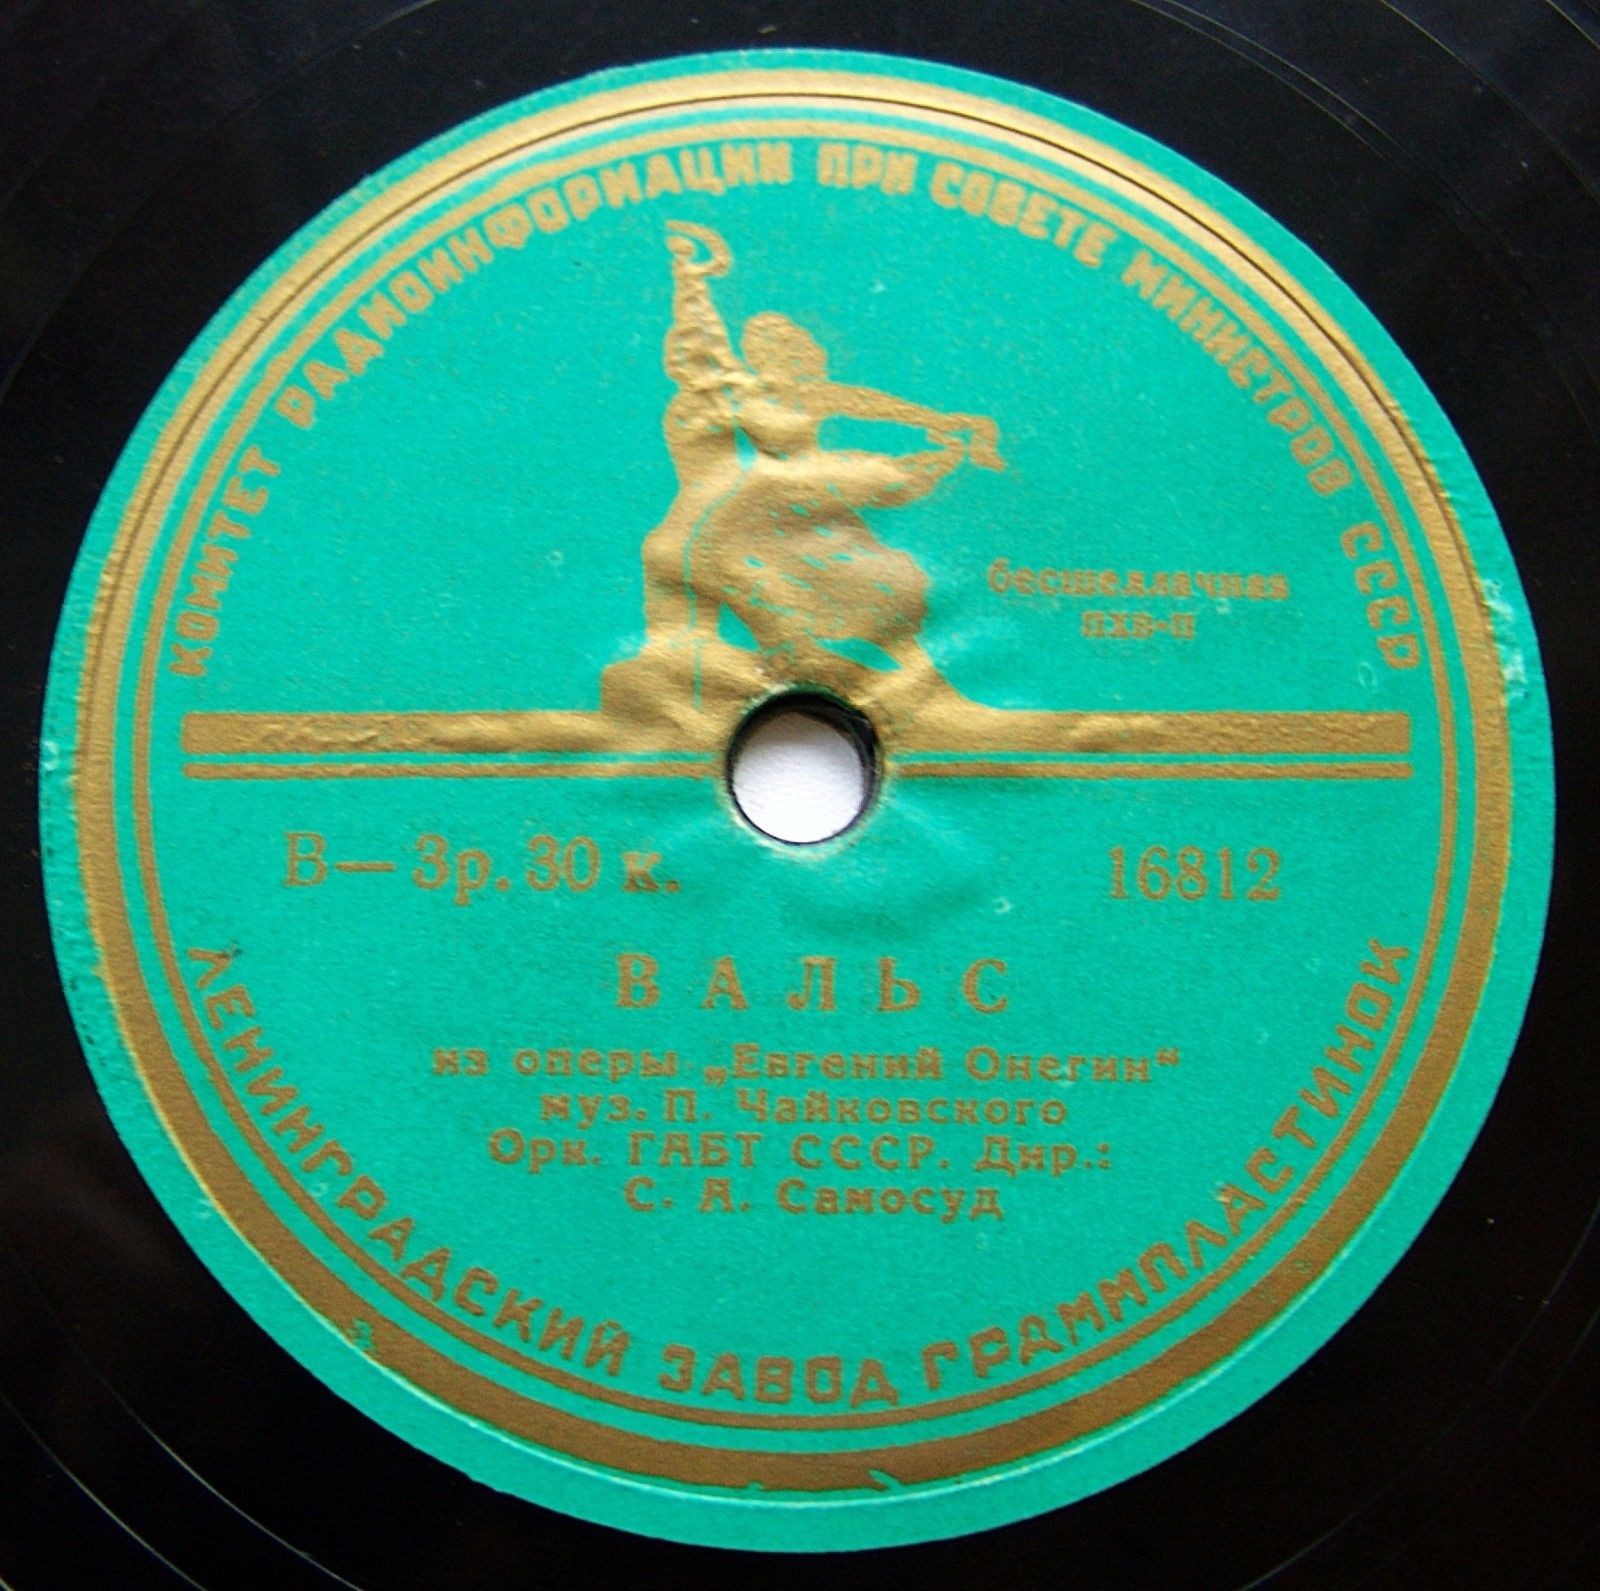 КОМИТЕТ РАДИОИНФОРМАЦИИ ПРИ СОВЕТЕ МИНИСТРОВ СССР
бесшеллачная
пхв-п
В — 3р. 30 к.
16812
ВАЛЬС
из оперы „Евгений Онегин“
муз. П. Чайковского
Орк. ГАБТ СССР. Дир.:
С. А. Самосуд
ЛЕНИНГРАДСКИЙ ЗАВОД ГРАММПЛАСТИНОК